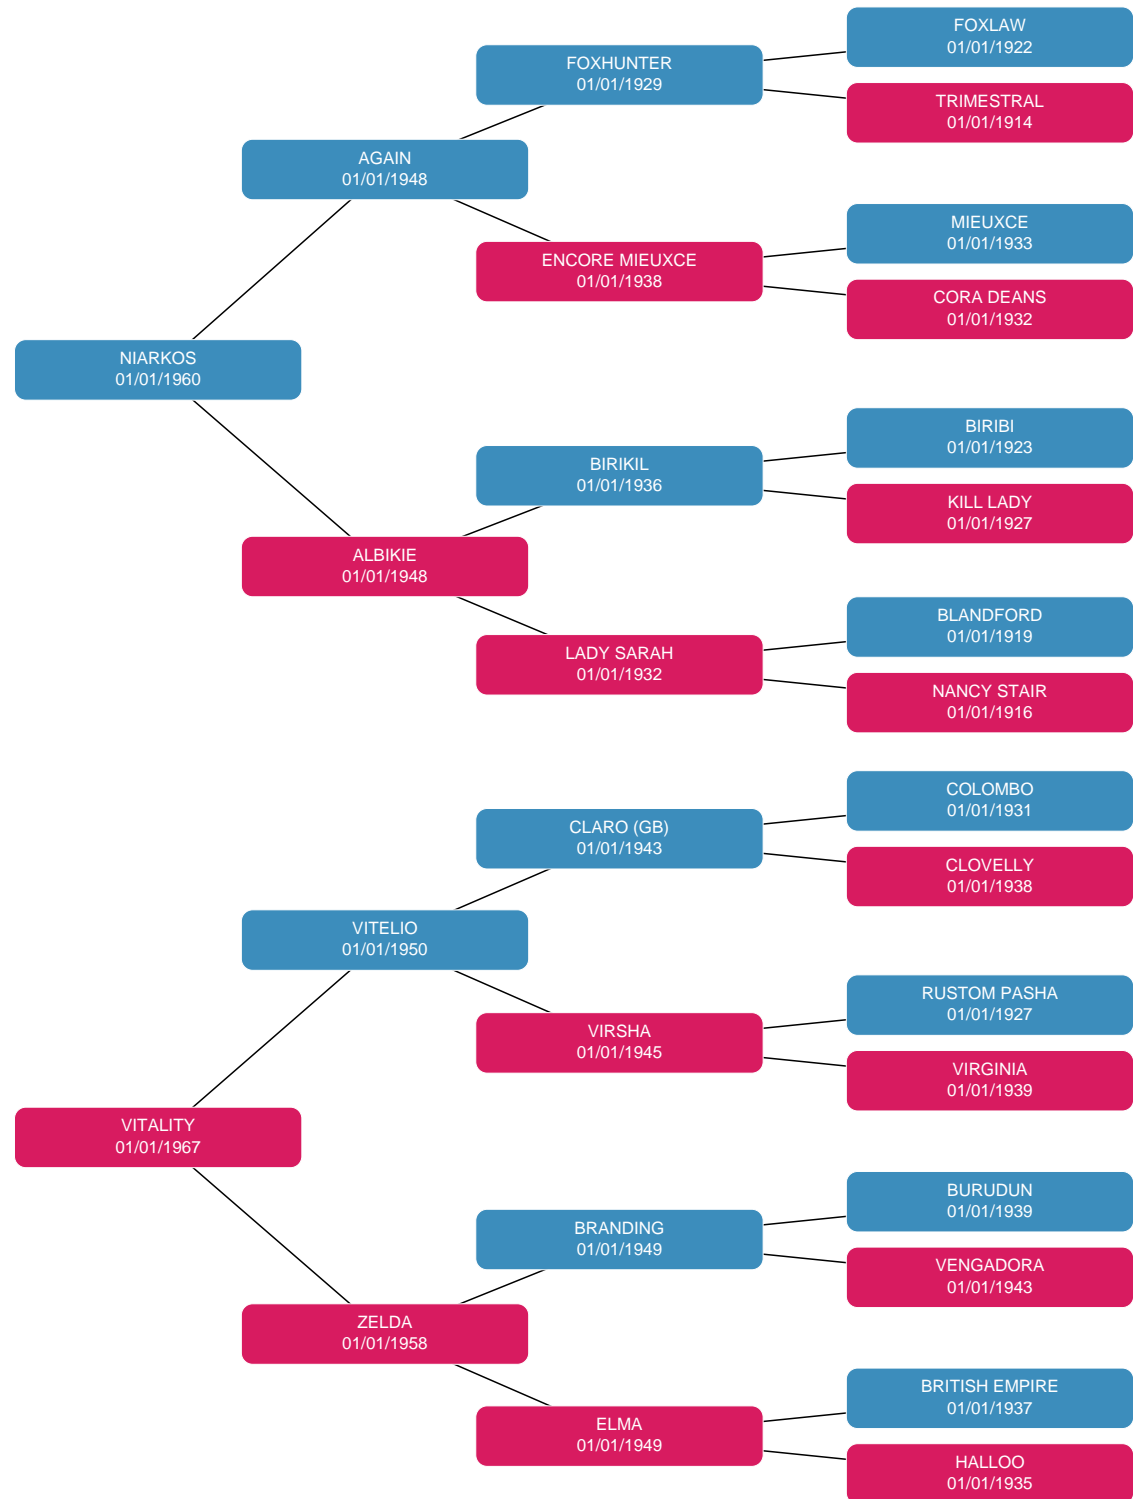 FOXLAW
01/01/1922
FOXHUNTER
01/01/1929
TRIMESTRAL
01/01/1914
AGAIN
01/01/1948
MIEUXCE
01/01/1933
ENCORE MIEUXCE
01/01/1938
CORA DEANS
01/01/1932
NIARKOS
01/01/1960
BIRIBI
01/01/1923
BIRIKIL
01/01/1936
KILL LADY
01/01/1927
ALBIKIE
01/01/1948
BLANDFORD
01/01/1919
LADY SARAH
01/01/1932
NANCY STAIR
01/01/1916
COLOMBO
01/01/1931
CLARO (GB)
01/01/1943
CLOVELLY
01/01/1938
VITELIO
01/01/1950
RUSTOM PASHA
01/01/1927
VIRSHA
01/01/1945
VIRGINIA
01/01/1939
VITALITY
01/01/1967
BURUDUN
01/01/1939
BRANDING
01/01/1949
VENGADORA
01/01/1943
ZELDA
01/01/1958
BRITISH EMPIRE
01/01/1937
ELMA
01/01/1949
HALLOO
01/01/1935